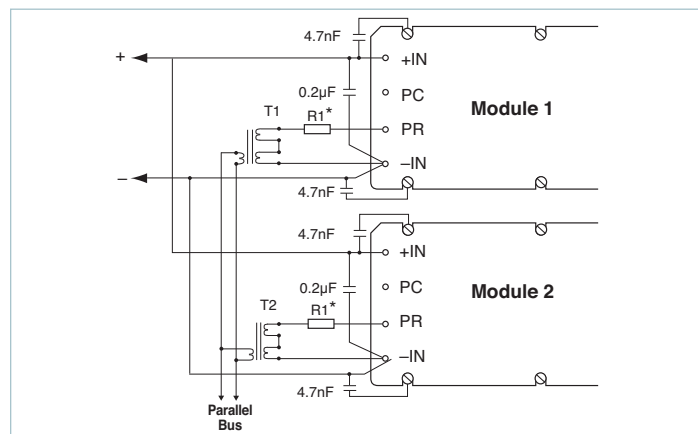 4.7nF
+
+IN
0.2µF
PC
Module 1
T1
R1*
PR
–IN
–
4.7nF
4.7nF
+IN
0.2µF
PC
Module 2
T2
R1*
PR
–IN
4.7nF
Parallel
Bus